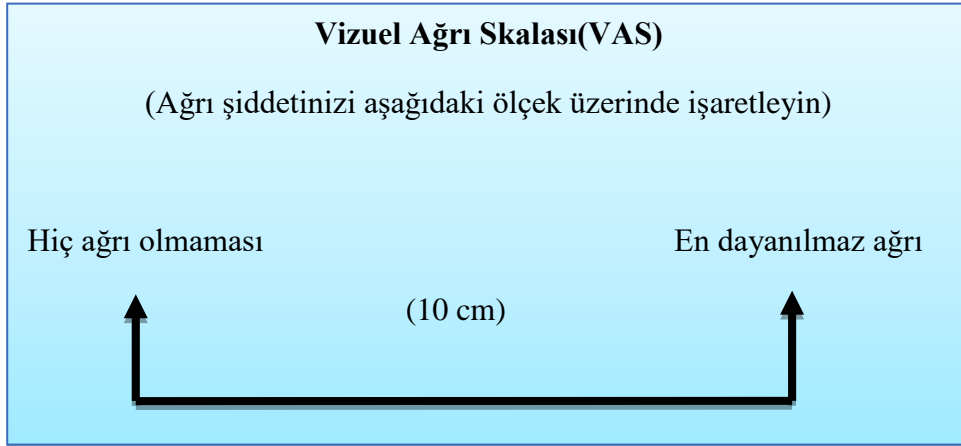 Vizuel Ağrı Skalası(VAS)
(Ağrı şiddetinizi aşağıdaki ölçek üzerinde işaretleyin)
Hiç ağrı olmaması
En dayanılmaz ağrı
(10 cm)